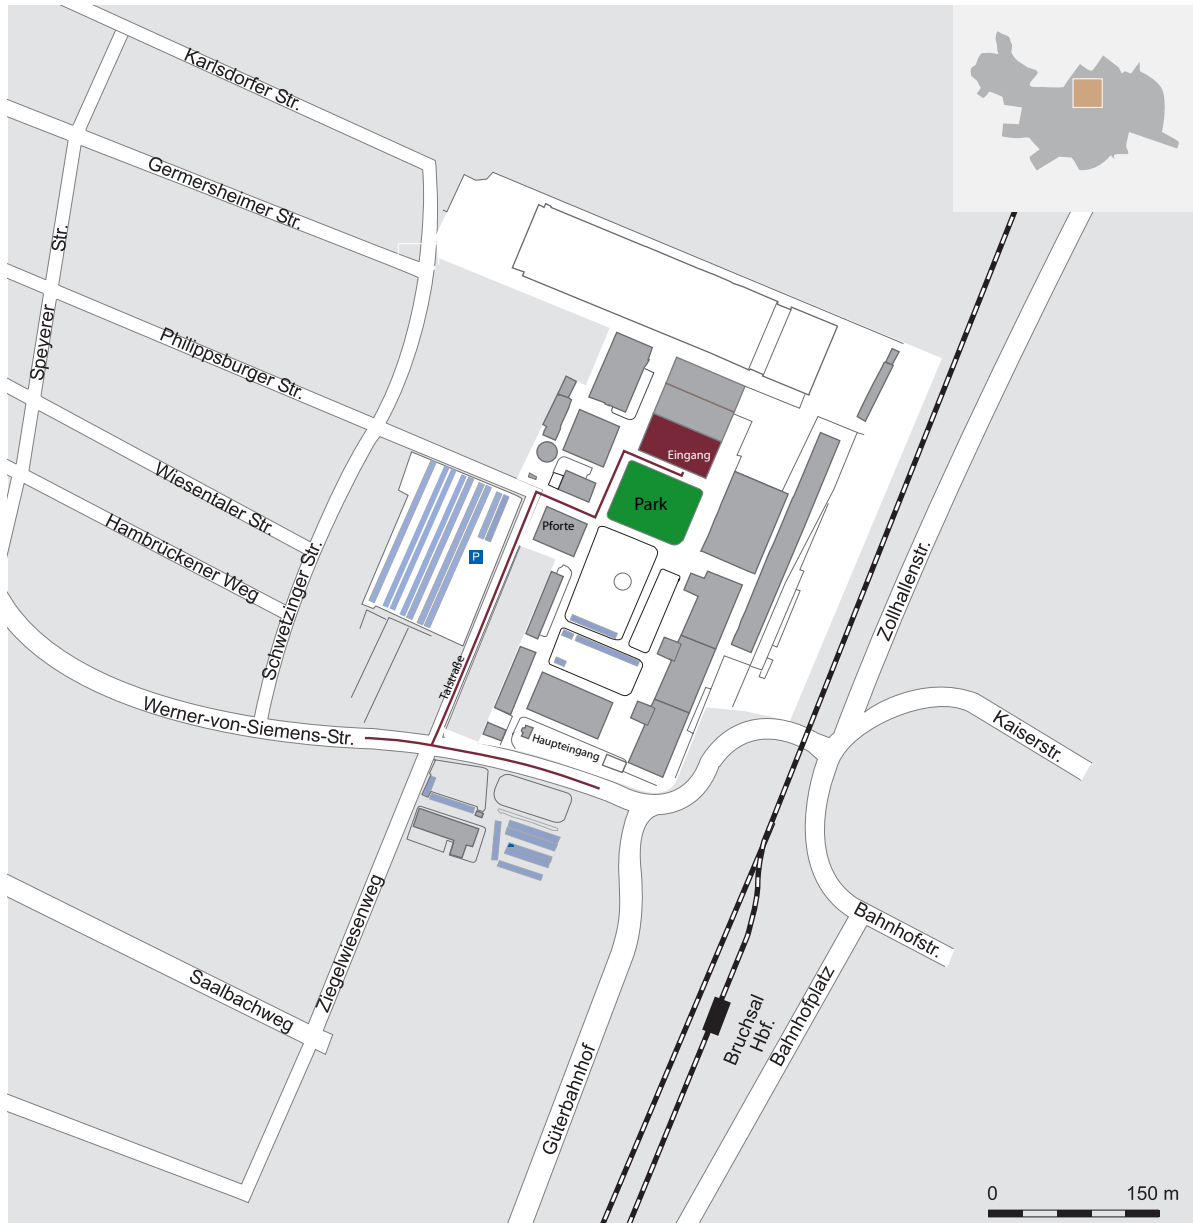 Karlsdorfer Str.
Germersheimer Str.
Speyerer Str.
Philippsburger Str.
Wiesentaler Str.
Hambrückener Weg
Schwetzinger Str.
Werner-von-Siemens-Str.
Talstraße
Eingang
Park
Pforte
P
Haupteingang
Zollhallenstr.
Kaiserstr.
Bahnhofstr.
Bahnhofplatz
Bruchsal
Hbf.
Güterbahnhof
Ziegelwiesenweg
Saalbachweg
0 150 m